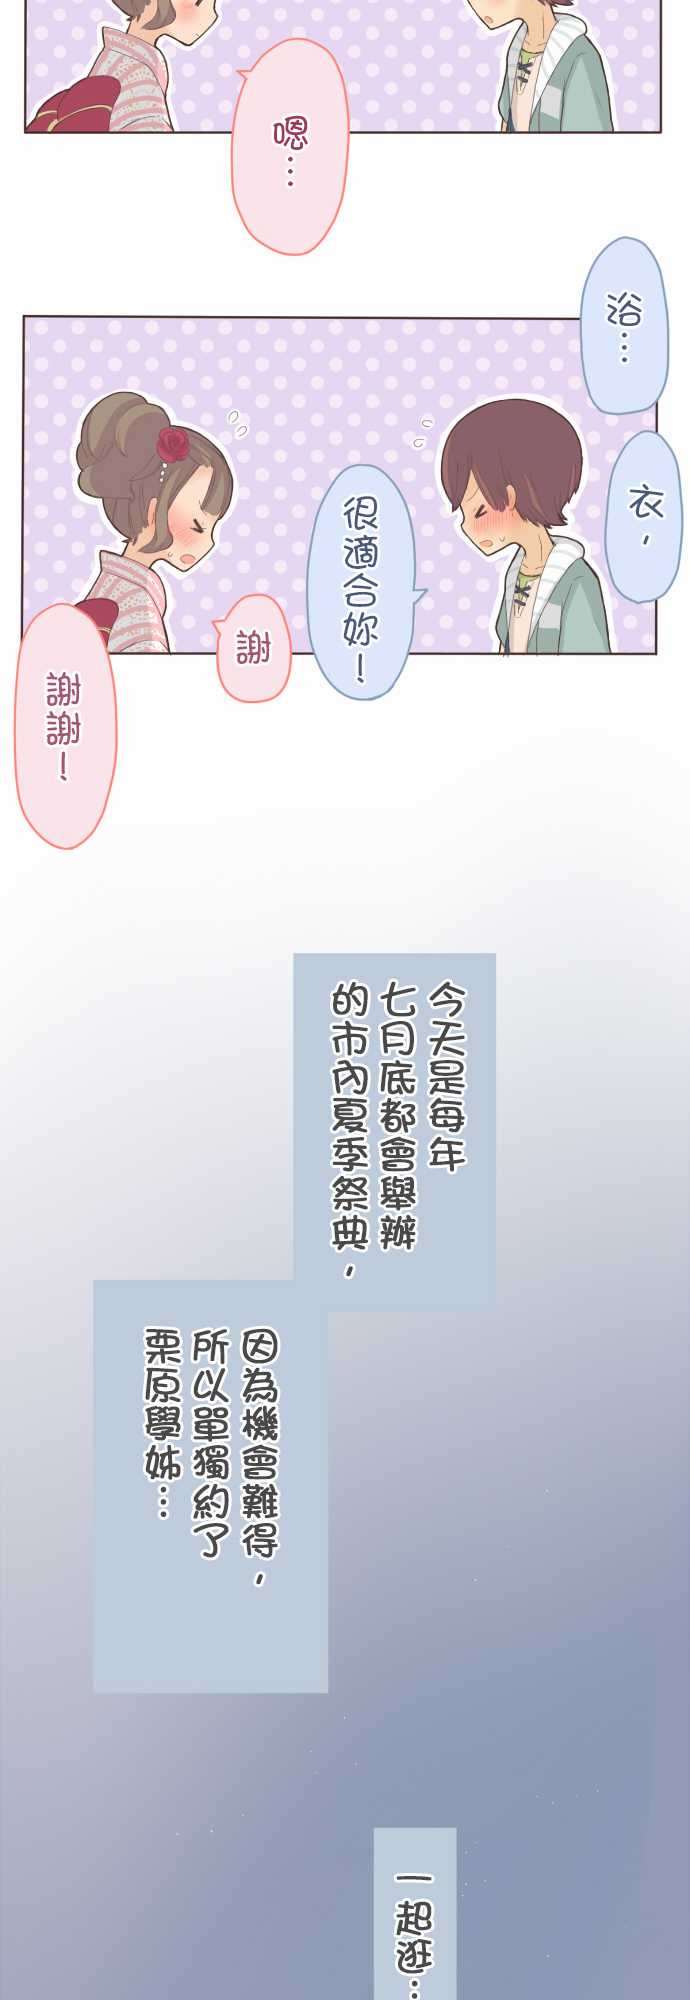 嗯…
浴…
衣，
很適合妳！
謝
謝謝！
今天是每年
七月底都會舉辦
的市內夏季祭典，
因為機會難得，
所以單獨約了
栗原學姊…
一起逛…